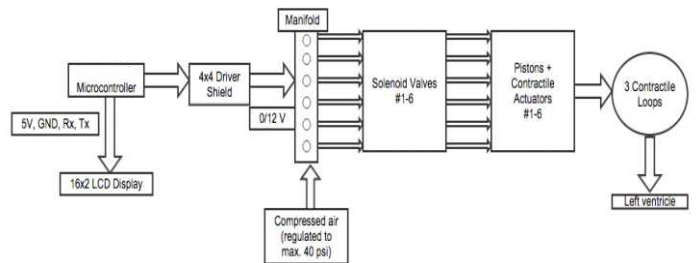 Manifold
Microcontroller
4x4 Driver
Shield
5V, GND, Rx, Tx
0/12 V
16x2 LCD Display
Solenoid Valves
#1-6
Pistons +
Contractile
Actuators
#1-6
3 Contractile
Loops
Left ventricle
Compressed air
(regulated to
max. 40 psi)